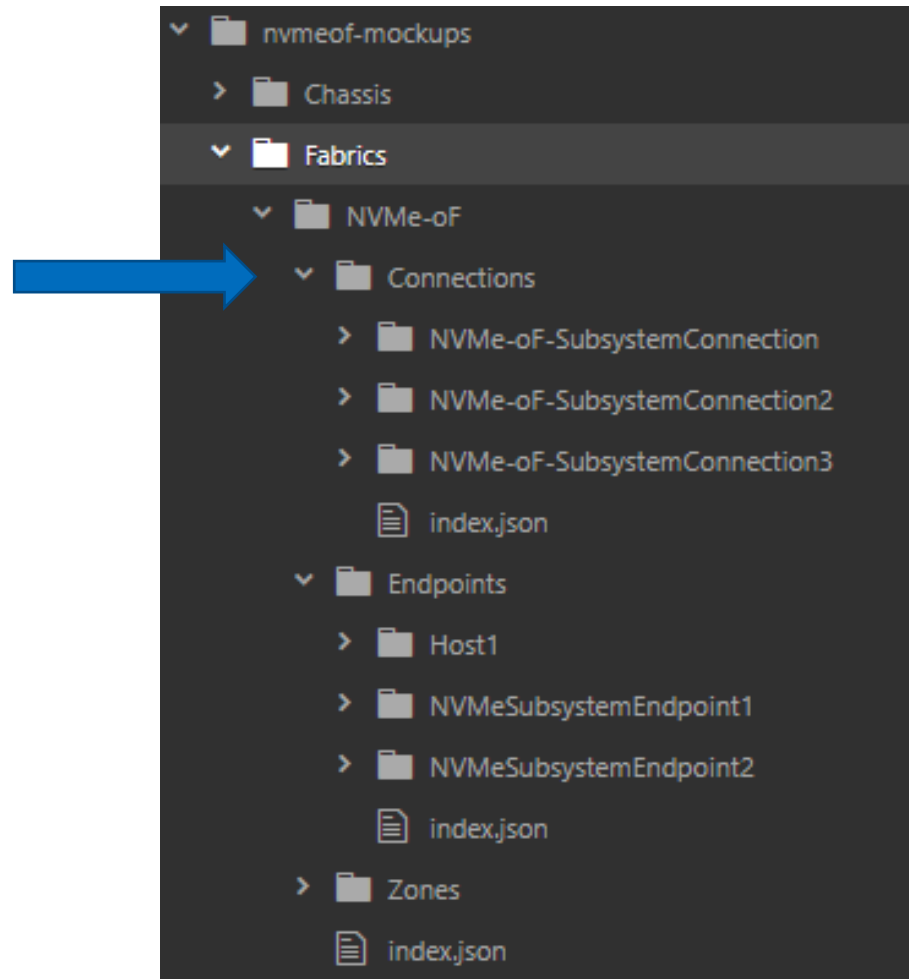 nvmeof-mockups
Chassis
Fabrics
NVMe-oF
Connections
NVMe-oF-SubsystemConnection
NVMe-oF-SubsystemConnection2
NVMe-oF-SubsystemConnection3
index.json
Endpoints
Host1
NVMeSubsystemEndpoint1
NVMeSubsystemEndpoint2
index.json
Zones
index.json